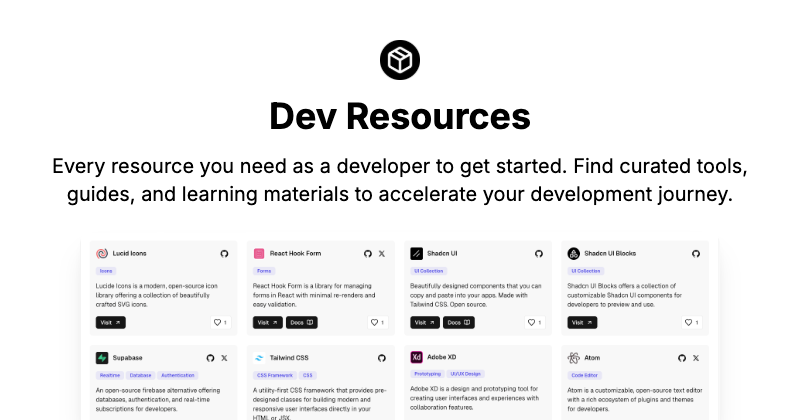 Dev Resources
Every resource you need as a developer to get started. Find curated tools,
guides, and learning materials to accelerate your development journey.
Lucid Icons
Icons
Lucide Icons is a modern, open-source icon
library offering a collection of beautifully
crafted SVG icons.
Visit
1
React Hook Form
Forms
React Hook Form is a library for managing
forms in React with minimal re-renders and
easy validation.
Visit
Docs
1
Shadcn UI
UI Collection
Beautifully designed components that you can
copy and paste into your apps. Made with
Tailwind CSS. Open source.
Visit
Docs
1
Shadcn UI Blocks
UI Collection
Shadcn UI Blocks offers a collection of
customizable Shadcn UI components for
developers to preview and use.
Visit
1
Supabase
Realtime Database Authentication
An open-source firebase alternative offering
databases, authentication, and real-time
subscriptions for developers.
Tailwind CSS
CSS Framework CSS
A utility-first CSS framework that provides pre-
designed classes for building modern and
responsive user interfaces directly in your
HTML or JSX.
Xd
Adobe XD
Prototyping UI/UX Design
Adobe XD is a design and prototyping tool for
creating user interfaces and experiences with
collaboration features.
Atom
Code Editor
Atom is a customizable, open-source text editor
with a rich ecosystem of plugins and themes
for developers.